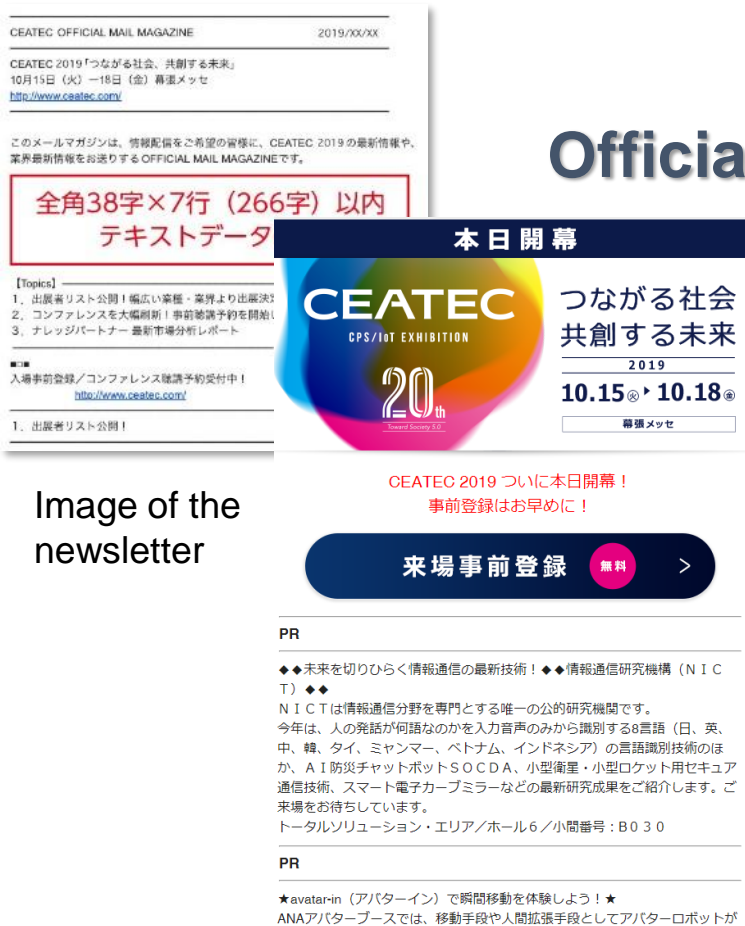 CEATEC OFFICIAL MAIL MAGAZINE 2019/XX/XX
CEATEC 2019「つながる社会、共創する未来」
10月15日（火）―18日（金）幕張メッセ
http://www.ceatec.com/
このメールマガジンは、情報配信をご希望の皆様に、CEATEC 2019 の最新情報や、
業界最新情報をお送りする OFFICIAL MAIL MAGAZINE です。
全角38字×7行（266字）以内
テキストデータ
【Topics】
1．出展者リスト公開！幅広い業種・業界より出展決定
2．コンファレンスを大幅刷新！事前聴講予約を開始し
3．ナレッジパートナー 最新市場分析レポート
■□■
入場事前登録／コンファレンス聴講予約受付中！
http://www.ceatec.com/
1．出展者リスト公開！
Officia
Image of the
newsletter
本日開幕
CEATEC
CPS/IoT EXHIBITION
20th
Toward Society 5.0
つながる社会
共創する未来
2019
10.15㊋ ▸ 10.18㊎
幕張メッセ
CEATEC 2019 ついに本日開幕！
事前登録はお早めに！
来場事前登録 無料 >
PR
◆◆未来を切りひらく情報通信の最新技術！◆◆情報通信研究機構（ＮＩＣ
Ｔ）◆◆
ＮＩＣＴは情報通信分野を専門とする唯一の公的研究機関です。
今年は、人の発話が何語なのかを入力音声のみから識別する8言語（日、英、
中、韓、タイ、ミャンマー、ベトナム、インドネシア）の言語識別技術のほ
か、ＡＩ防災チャットボットＳＯＣＤＡ、小型衛星・小型ロケット用セキュア
通信技術、スマート電子カーブミラーなどの最新研究成果をご紹介します。ご
来場をお待ちしています。
トータルソリューション・エリア／ホール６／小間番号：Ｂ０３０
PR
★avatar-in（アバターイン）で瞬間移動を体験しよう！★
ANAアバターブースでは、移動手段や人間拡張手段としてアバターロボットが